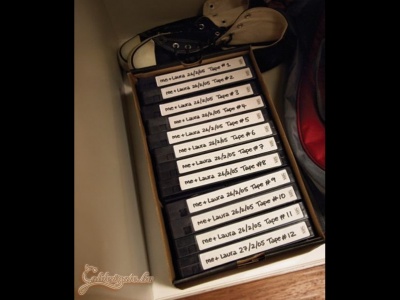 me + Laura 26/2/05 Tape #1
me + Laura 26/2/05 Tape #2
me + Laura 26/2/05 Tape #3
me + Laura 26/2/05 Tape #4
me + Laura 26/2/05 Tape #5
me + Laura 26/2/05 Tape #6
me + Laura 26/2/05 Tape #7
me + Laura 26/2/05 Tape #8
me + Laura 26/2/05 Tape #9
me + Laura 26/2/05 Tape #10
me + Laura 26/2/05 Tape #11
me + Laura 27/2/05 Tape #12